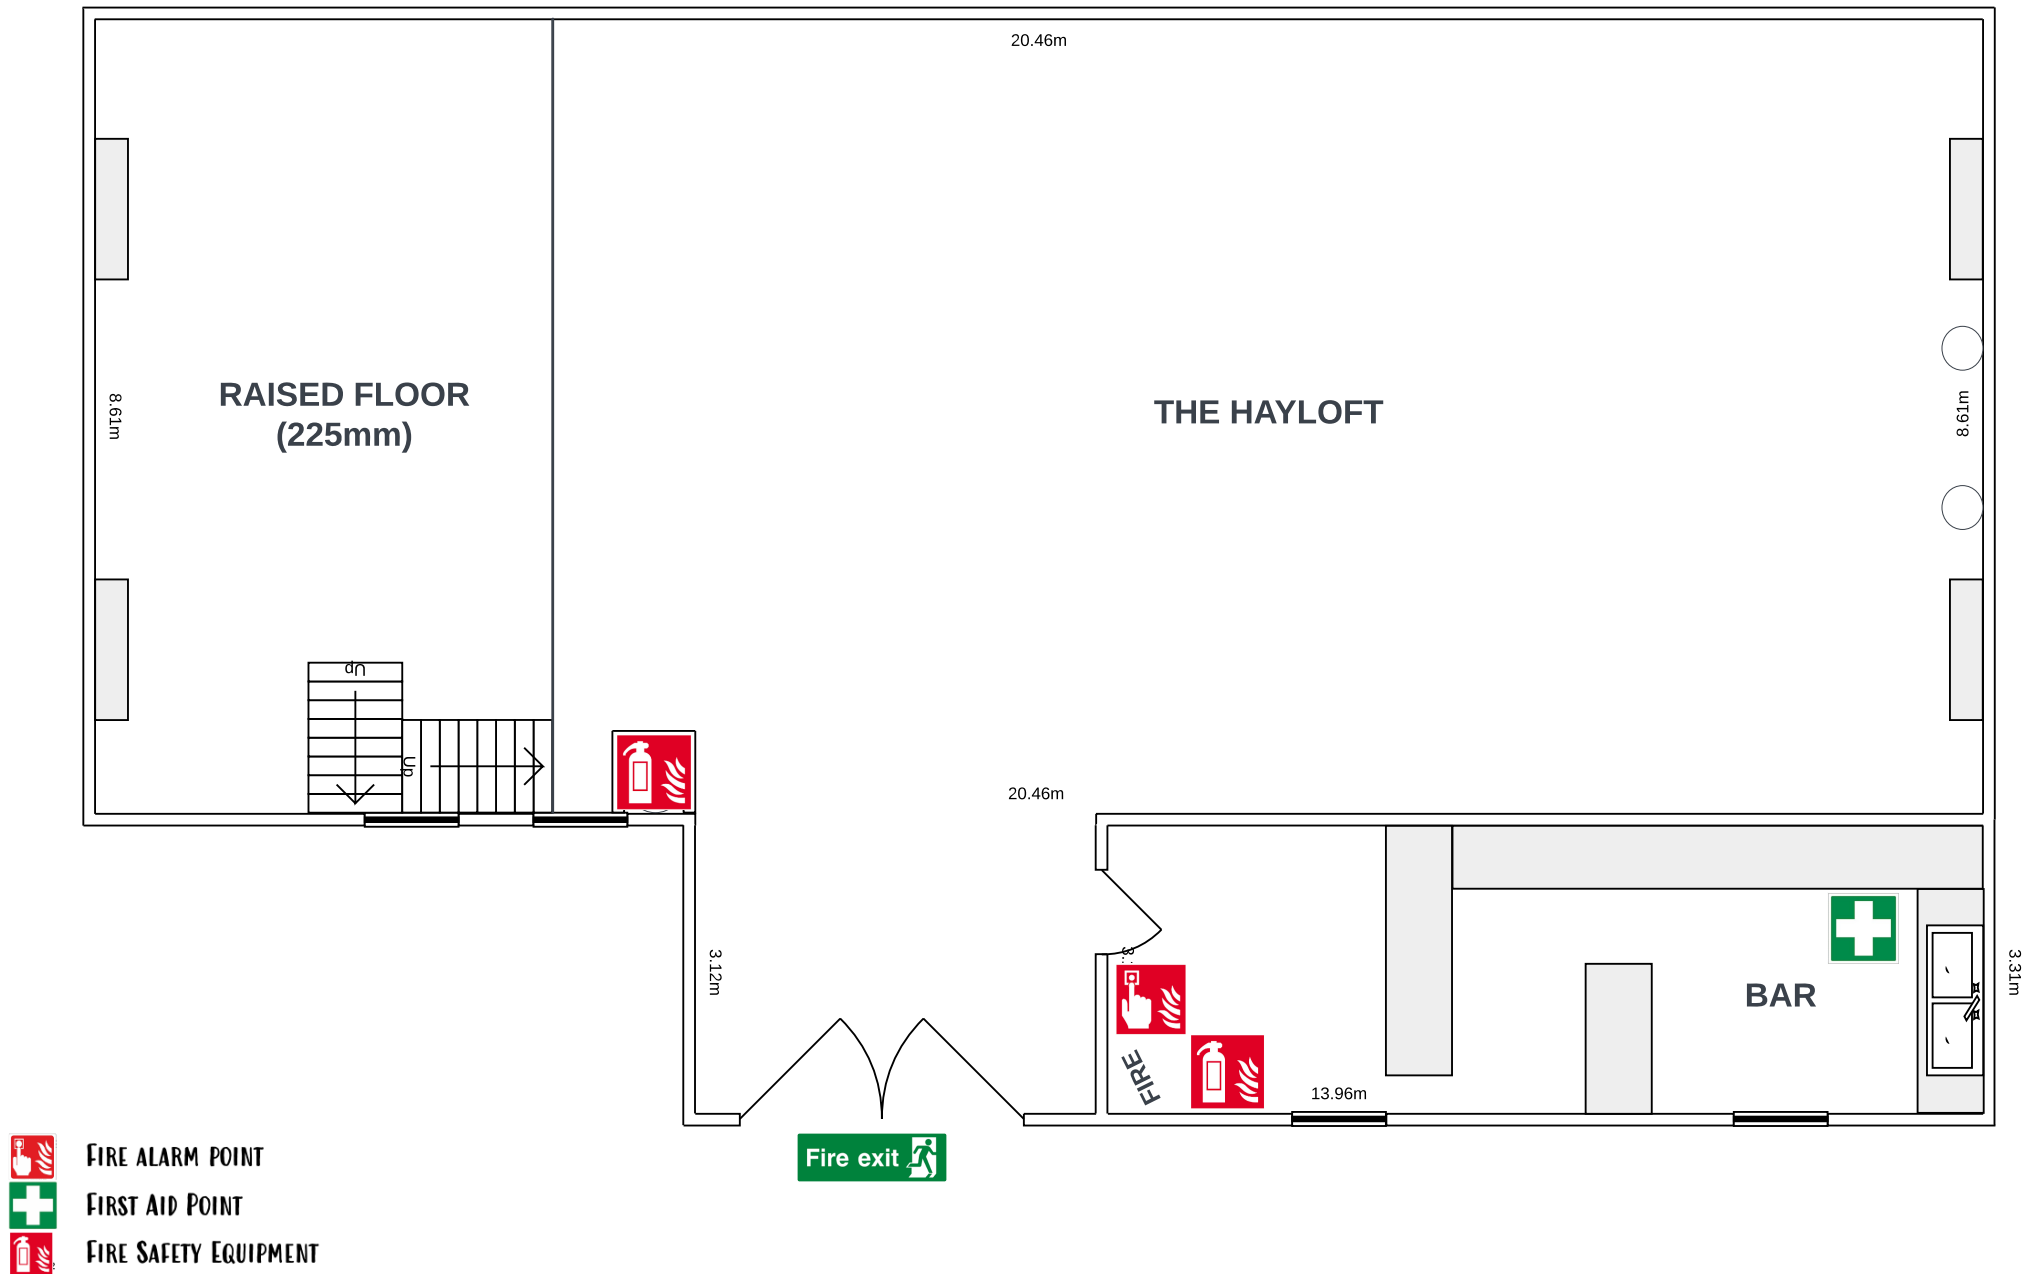 20.46m
RAISED FLOOR
(225mm)
THE HAYLOFT
8.61m
8.61m
Up
Up
20.46m
3.12m
3.31m
BAR
FIRE
13.96m
Fire exit
FIRE ALARM POINT
FIRST AID POINT
FIRE SAFETY EQUIPMENT